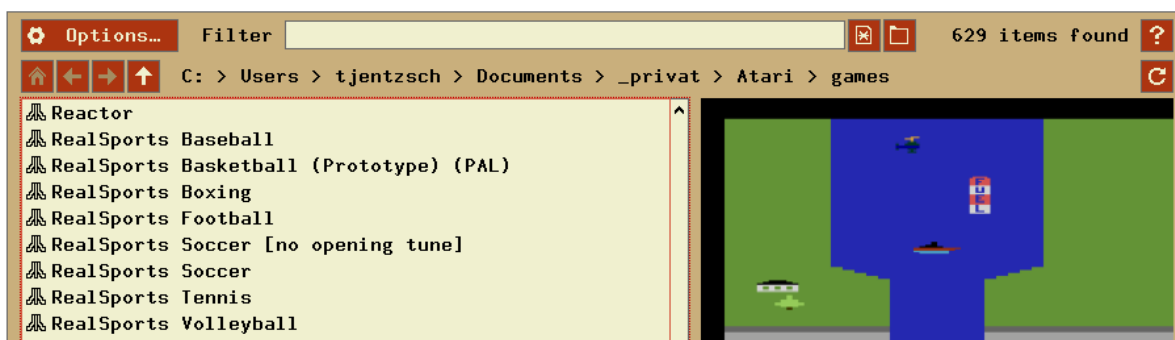 Options… Filter 629 items found ?
C: > Users > tjentzsch > Documents > _privat > Atari > games
Reactor
RealSports Baseball
RealSports Basketball (Prototype) (PAL)
RealSports Boxing
RealSports Football
RealSports Soccer [no opening tune]
RealSports Soccer
RealSports Tennis
RealSports Volleyball
FUEL